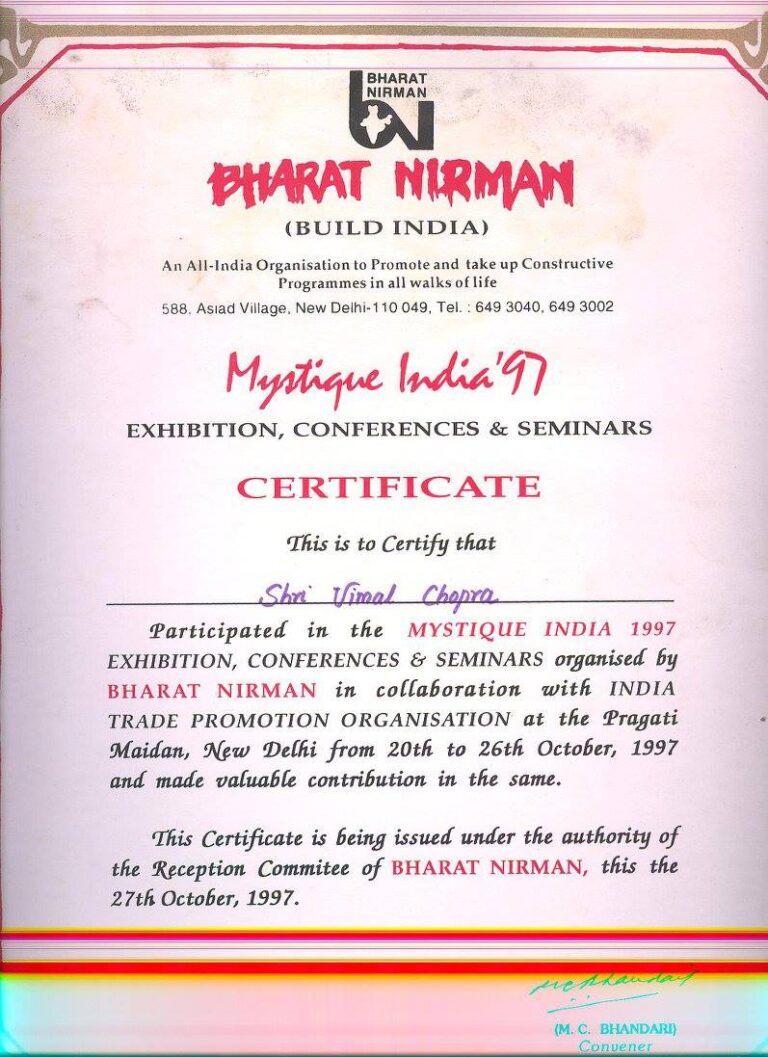 BHARAT
NIRMAN
BHARAT NIRMAN
(BUILD INDIA)
An All-India Organisation to Promote and take up Constructive
Programmes in all walks of life
588, Asiad Village, New Delhi-110 049, Tel. : 649 3040, 649 3002
Mystique India'97
EXHIBITION, CONFERENCES & SEMINARS
CERTIFICATE
This is to Certify that
Shri Vimal Chopra
Participated in the MYSTIQUE INDIA 1997
EXHIBITION, CONFERENCES & SEMINARS organised by
BHARAT NIRMAN in collaboration with INDIA
TRADE PROMOTION ORGANISATION at the Pragati
Maidan, New Delhi from 20th to 26th October, 1997
and made valuable contribution in the same.
This Certificate is being issued under the authority of
the Reception Commitee of BHARAT NIRMAN, this the
27th October, 1997.
M C Bhandari
(M. C. BHANDARI)
Convener